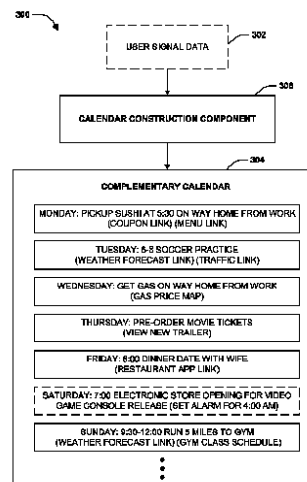 300
302
USER SIGNAL DATA
306
CALENDAR CONSTRUCTION COMPONENT
304
COMPLEMENTARY CALENDAR
MONDAY: PICKUP SUSHI AT 5:30 ON WAY HOME FROM WORK
(COUPON LINK) (MENU LINK)
TUESDAY: 6-8 SOCCER PRACTICE
(WEATHER FORECAST LINK) (TRAFFIC LINK)
WEDNESDAY: GET GAS ON WAY HOME FROM WORK
(GAS PRICE MAP)
THURSDAY: PRE-ORDER MOVIE TICKETS
(VIEW NEW TRAILER)
FRIDAY: 6:00 DINNER DATE WITH WIFE
(RESTAURANT APP LINK)
SATURDAY: 7:00 ELECTRONIC STORE OPENING FOR VIDEO
GAME CONSOLE RELEASE (SET ALARM FOR 4:00 AM)
SUNDAY: 9:30-12:00 RUN 5 MILES TO GYM
(WEATHER FORECAST LINK) (GYM CLASS SCHEDULE)